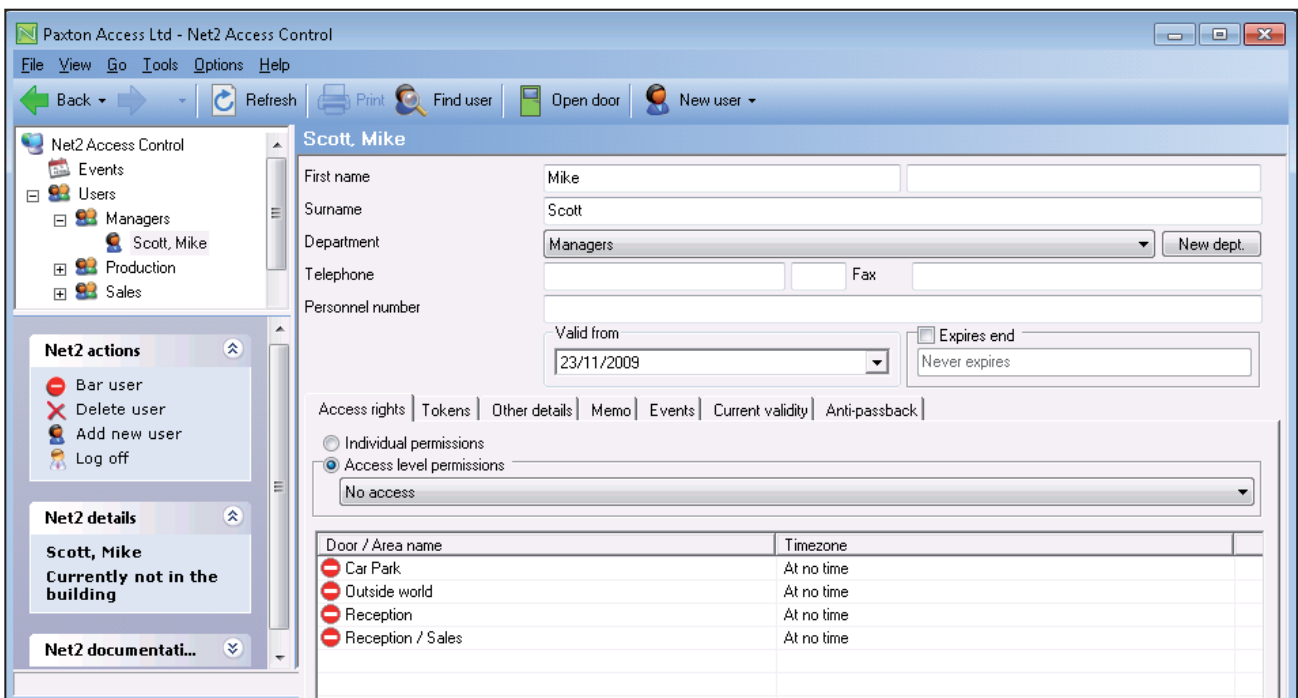 Paxton Access Ltd - Net2 Access Control
File View Go Tools Options Help
Back Refresh Print Find user Open door New user
Net2 Access Control
Events
Users
Managers
Scott, Mike
Production
Sales
Net2 actions
Bar user
Delete user
Add new user
Log off
Net2 details
Scott, Mike
Currently not in the
building
Net2 documentati...
Scott, Mike
First name Mike
Surname Scott
Department Managers New dept.
Telephone Fax
Personnel number
Valid from Expires end
23/11/2009 Never expires
Access rights Tokens Other details Memo Events Current validity Anti-passback
Individual permissions
Access level permissions
No access
Door / Area name Timezone
Car Park At no time
Outside world At no time
Reception At no time
Reception / Sales At no time